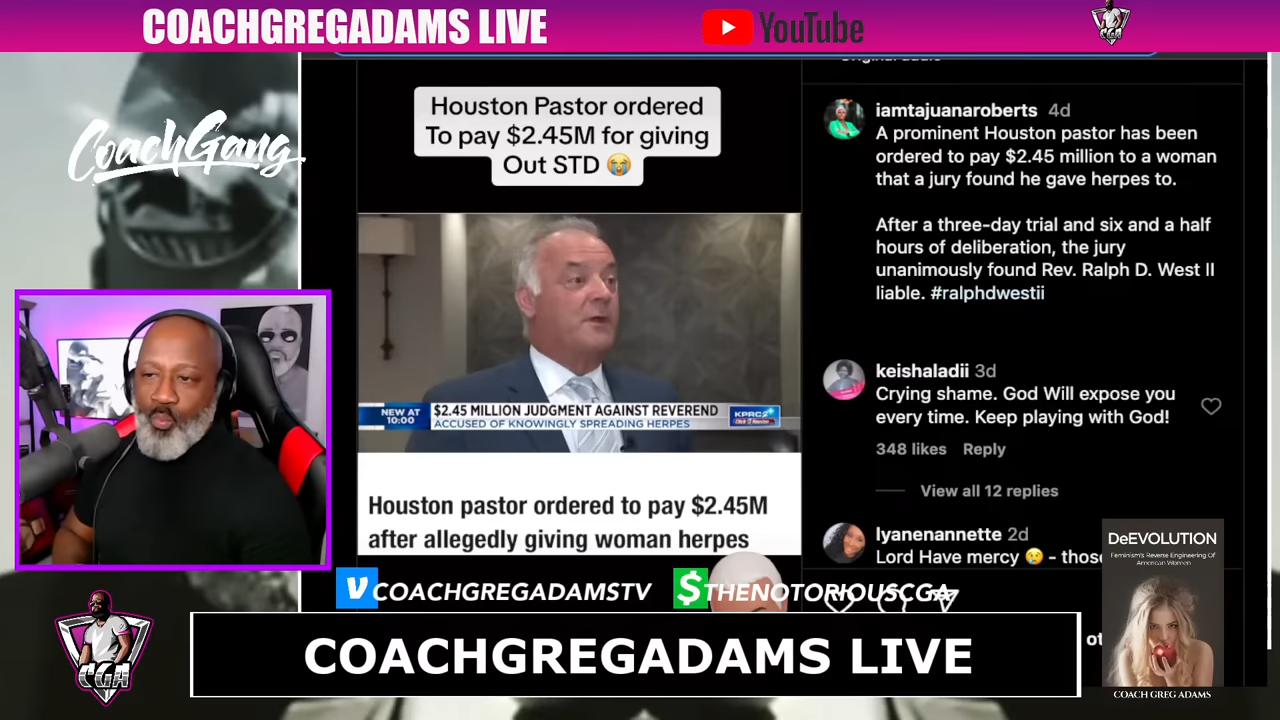 COACHGREGADAMS LIVE
YouTube
CGA
CoachGang
Houston Pastor ordered
To pay $2.45M for giving
Out STD 😭
NEW AT
10:00
$2.45 MILLION JUDGMENT AGAINST REVEREND
ACCUSED OF KNOWINGLY SPREADING HERPES
KPRC2
Houston pastor ordered to pay $2.45M
after allegedly giving woman herpes
Original audio
iamtajuanaroberts 4d
A prominent Houston pastor has been
ordered to pay $2.45 million to a woman
that a jury found he gave herpes to.
After a three-day trial and six and a half
hours of deliberation, the jury
unanimously found Rev. Ralph D. West II
liable. #ralphdwestii
keishaladii 3d
Crying shame. God Will expose you
every time. Keep playing with God!
348 likes Reply
View all 12 replies
lyanenannette 2d
Lord Have mercy 😢 - those
DeEVOLUTION
Feminism's Reverse Engineering Of
American Women
COACH GREG ADAMS
COACHGREGADAMSTV
$THENOTORIOUSCGA
CGA
COACHGREGADAMS LIVE